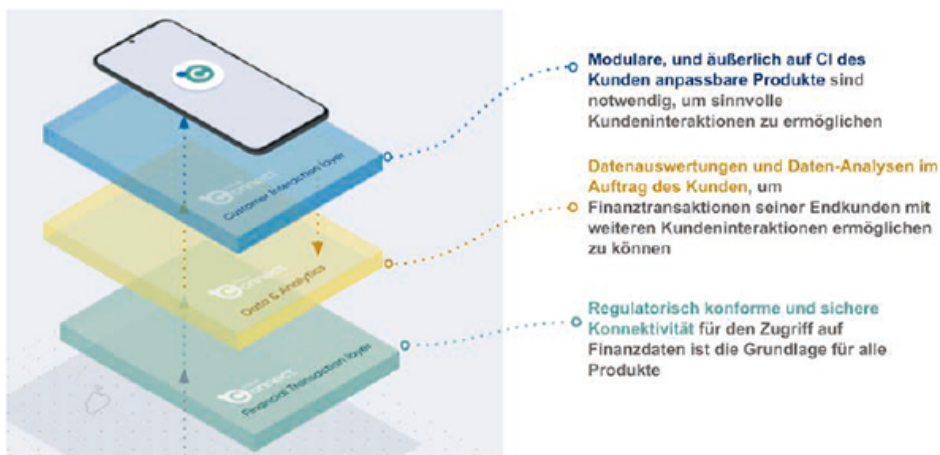 Modulare, und äußerlich auf CI des
Kunden anpassbare Produkte sind
notwendig, um sinnvolle
Kundeninteraktionen zu ermöglichen
Customer Interaction layer
Datenauswertungen und Daten-Analysen im
Auftrag des Kunden, um
Finanztransaktionen seiner Endkunden mit
weiteren Kundeninteraktionen ermöglichen
zu können
connect
Data & Analytics
Regulatorisch konforme und sichere
Konnektivität für den Zugriff auf
Finanzdaten ist die Grundlage für alle
Produkte
connect
Financial Transaction layer